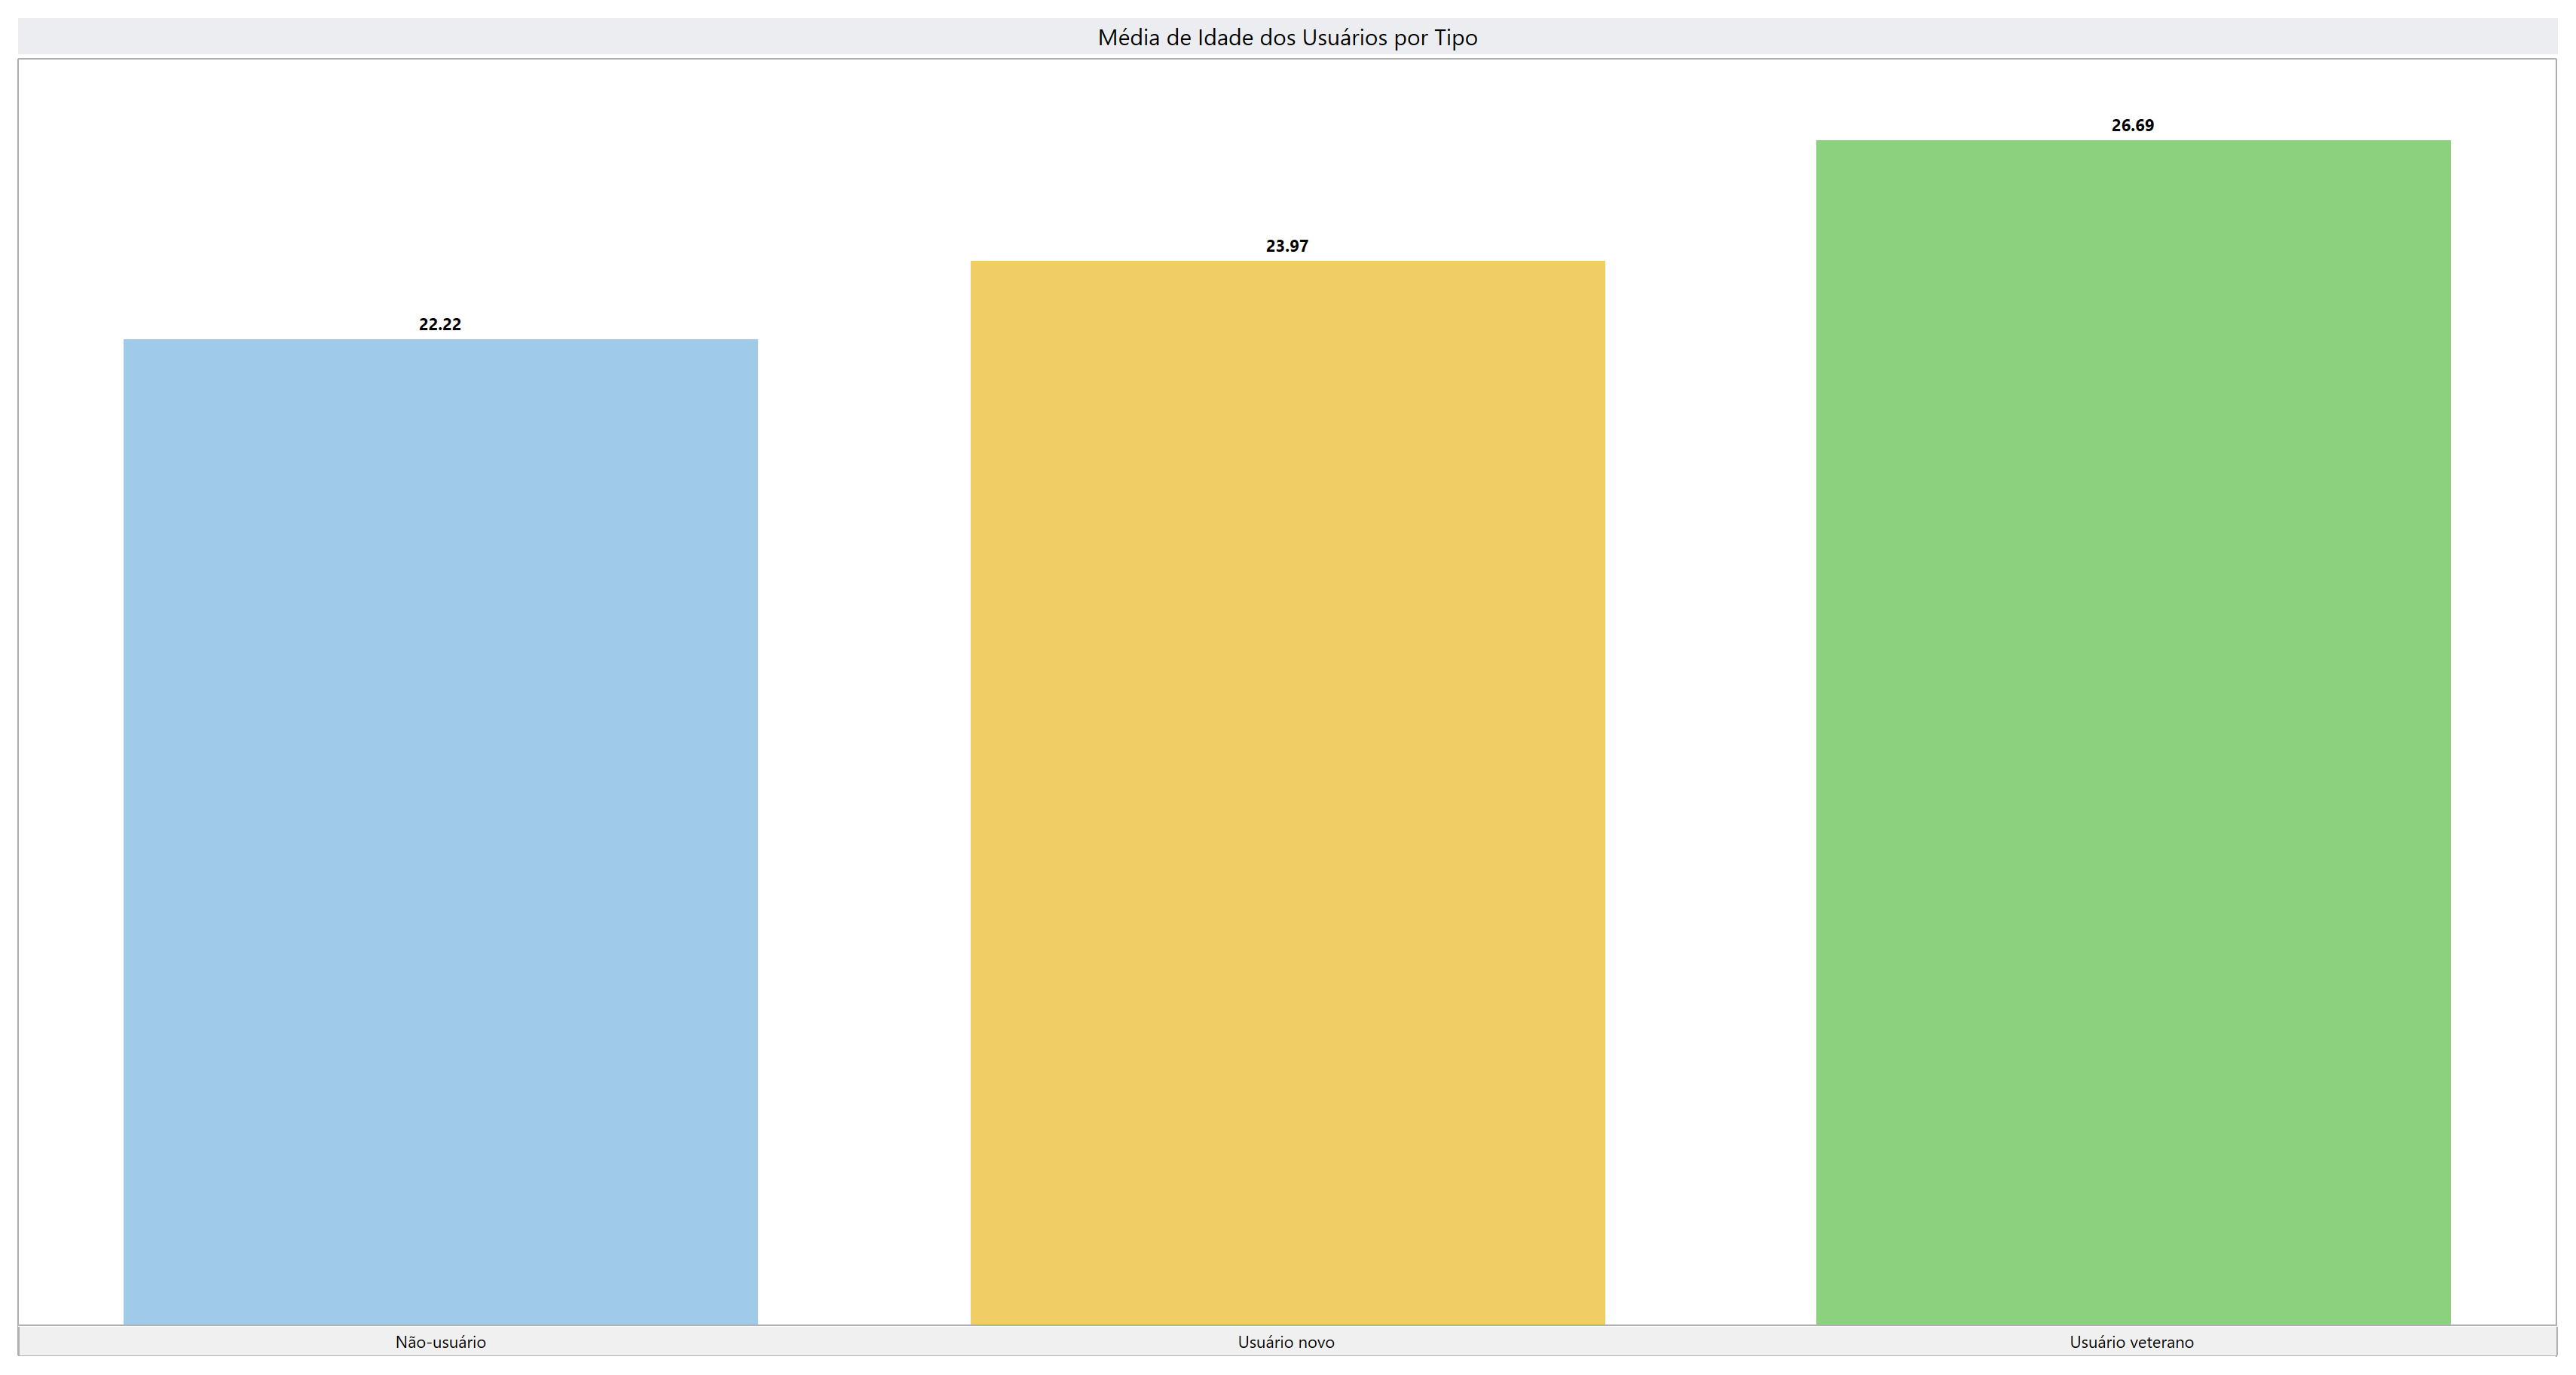 Média de Idade dos Usuários por Tipo
26.69
23.97
22.22
Não-usuário
Usuário novo
Usuário veterano